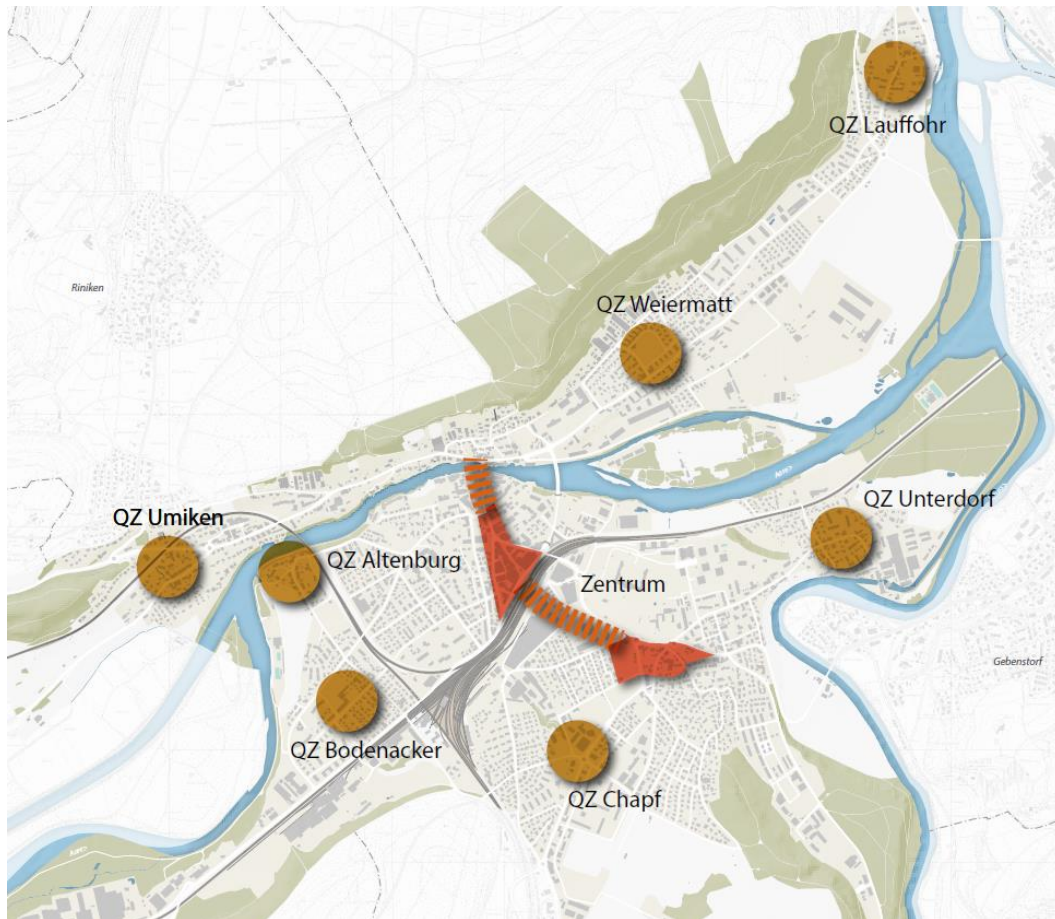 QZ Lauffohr
Riniken
QZ Weiermatt
QZ Unterdorf
QZ Umiken
QZ Altenburg
Zentrum
Gebenstorf
QZ Bodenacker
QZ Chapf